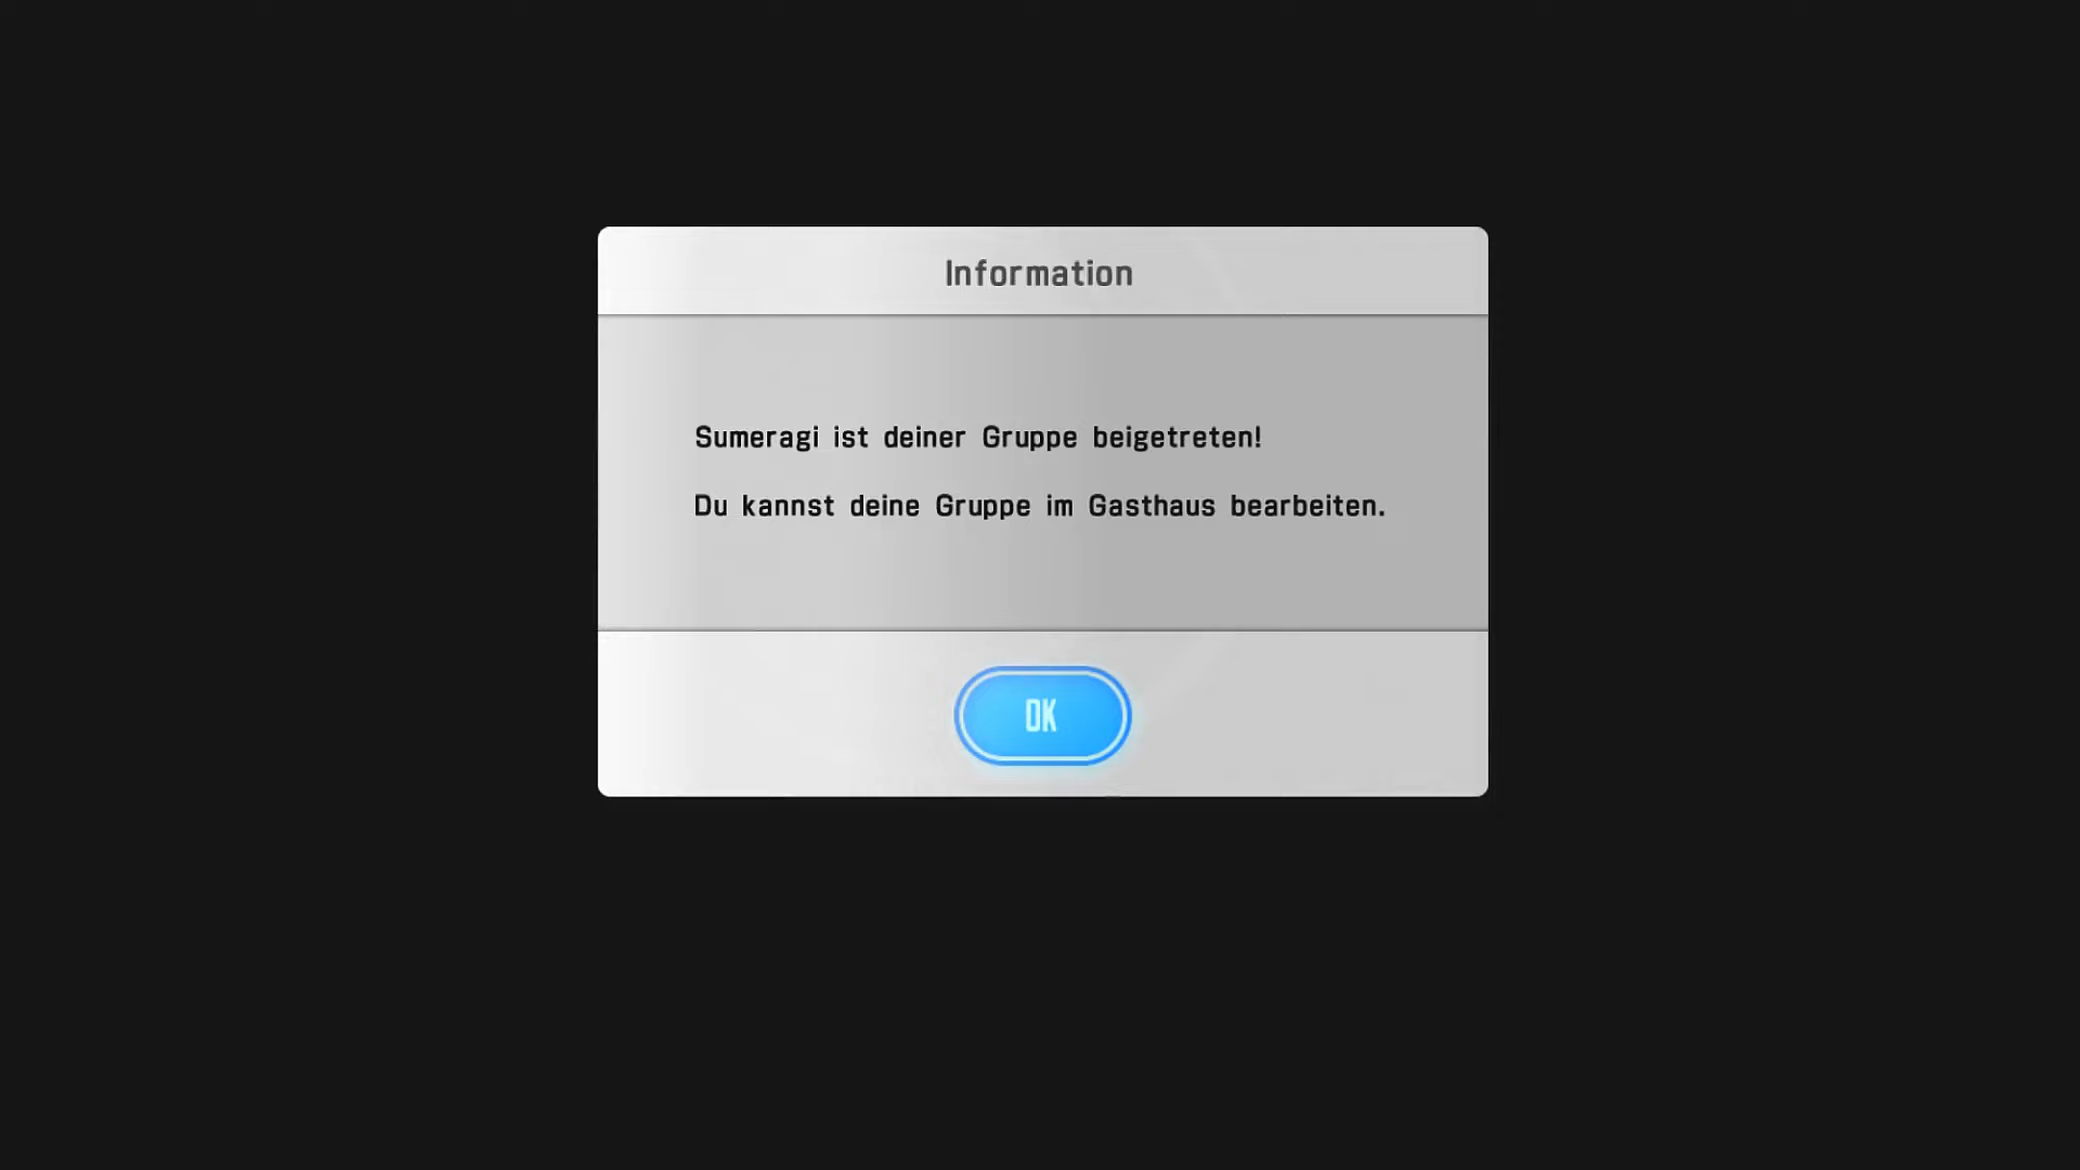 Information
Sumeragi ist deiner Gruppe beigetreten!
Du kannst deine Gruppe im Gasthaus bearbeiten.
OK